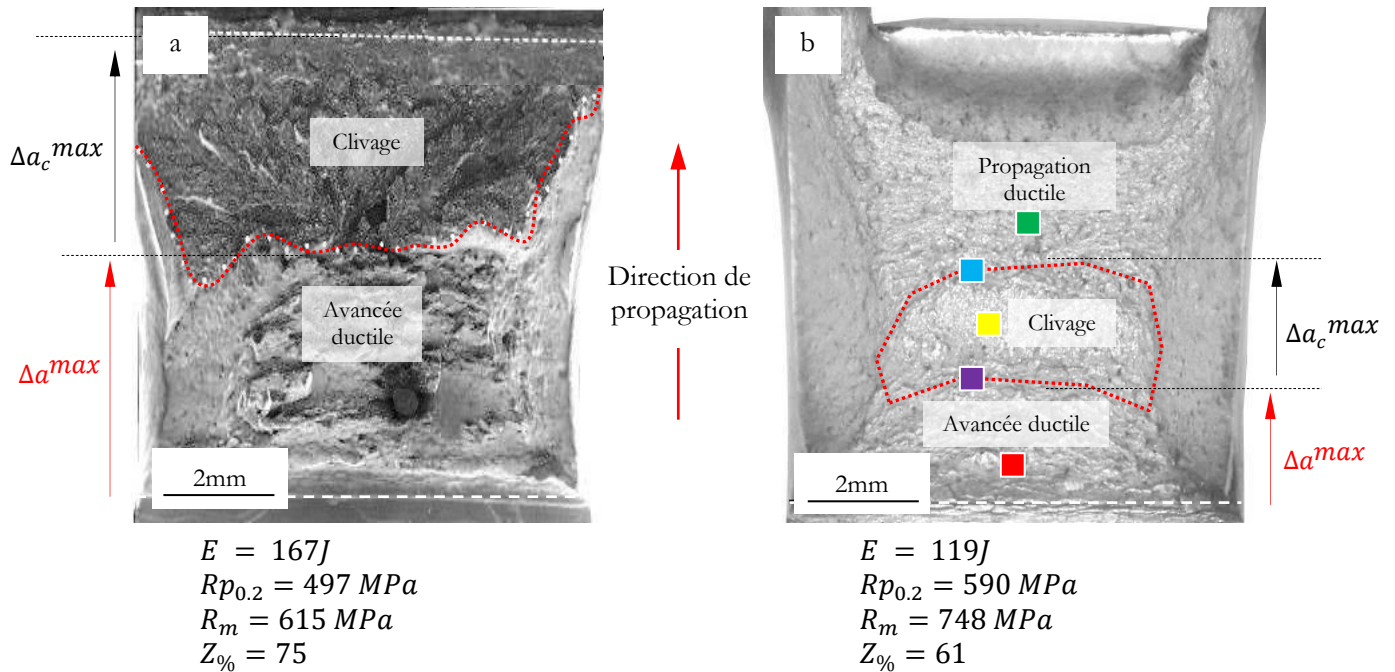 a
Clivage
Δa_c^max
Avancée
ductile
Δa^max
2mm
Direction de
propagation
b
Propagation
ductile
Clivage
Δa_c^max
Avancée ductile
Δa^max
2mm
E = 167J
Rp_0.2 = 497 MPa
R_m = 615 MPa
Z_% = 75
E = 119J
Rp_0.2 = 590 MPa
R_m = 748 MPa
Z_% = 61